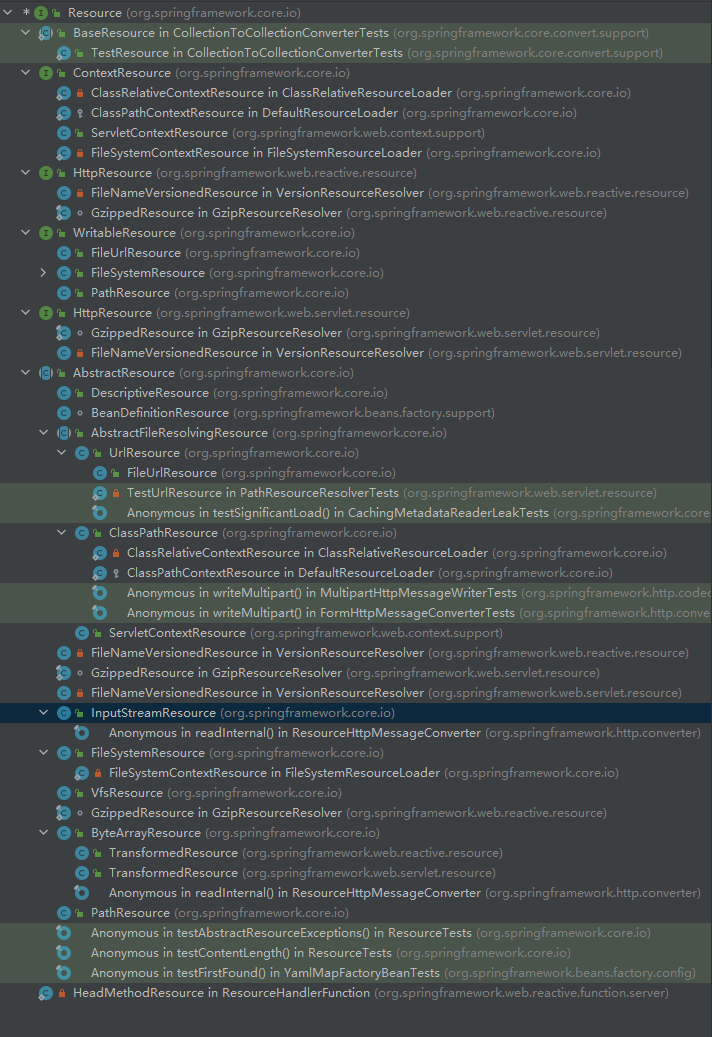 * Resource (org.springframework.core.io)
BaseResource in CollectionToCollectionConverterTests (org.springframework.core.convert.support)
TestResource in CollectionToCollectionConverterTests (org.springframework.core.convert.support)
ContextResource (org.springframework.core.io)
ClassRelativeContextResource in ClassRelativeResourceLoader (org.springframework.core.io)
ClassPathContextResource in DefaultResourceLoader (org.springframework.core.io)
ServletContextResource (org.springframework.web.context.support)
FileSystemContextResource in FileSystemResourceLoader (org.springframework.core.io)
HttpResource (org.springframework.web.reactive.resource)
FileNameVersionedResource in VersionResourceResolver (org.springframework.web.reactive.resource)
GzippedResource in GzipResourceResolver (org.springframework.web.reactive.resource)
WritableResource (org.springframework.core.io)
FileUrlResource (org.springframework.core.io)
FileSystemResource (org.springframework.core.io)
PathResource (org.springframework.core.io)
HttpResource (org.springframework.web.servlet.resource)
GzippedResource in GzipResourceResolver (org.springframework.web.servlet.resource)
FileNameVersionedResource in VersionResourceResolver (org.springframework.web.servlet.resource)
AbstractResource (org.springframework.core.io)
DescriptiveResource (org.springframework.core.io)
BeanDefinitionResource (org.springframework.beans.factory.support)
AbstractFileResolvingResource (org.springframework.core.io)
UrlResource (org.springframework.core.io)
FileUrlResource (org.springframework.core.io)
TestUrlResource in PathResourceResolverTests (org.springframework.web.servlet.resource)
Anonymous in testSignificantLoad() in CachingMetadataReaderLeakTests (org.springframework.core
ClassPathResource (org.springframework.core.io)
ClassRelativeContextResource in ClassRelativeResourceLoader (org.springframework.core.io)
ClassPathContextResource in DefaultResourceLoader (org.springframework.core.io)
Anonymous in writeMultipart() in MultipartHttpMessageWriterTests (org.springframework.http.codec
Anonymous in writeMultipart() in FormHttpMessageConverterTests (org.springframework.http.conve
ServletContextResource (org.springframework.web.context.support)
FileNameVersionedResource in VersionResourceResolver (org.springframework.web.reactive.resource)
GzippedResource in GzipResourceResolver (org.springframework.web.servlet.resource)
FileNameVersionedResource in VersionResourceResolver (org.springframework.web.servlet.resource)
InputStreamResource (org.springframework.core.io)
Anonymous in readInternal() in ResourceHttpMessageConverter (org.springframework.http.converter)
FileSystemResource (org.springframework.core.io)
FileSystemContextResource in FileSystemResourceLoader (org.springframework.core.io)
VfsResource (org.springframework.core.io)
GzippedResource in GzipResourceResolver (org.springframework.web.reactive.resource)
ByteArrayResource (org.springframework.core.io)
TransformedResource (org.springframework.web.reactive.resource)
TransformedResource (org.springframework.web.servlet.resource)
Anonymous in readInternal() in ResourceHttpMessageConverter (org.springframework.http.converter)
PathResource (org.springframework.core.io)
Anonymous in testAbstractResourceExceptions() in ResourceTests (org.springframework.core.io)
Anonymous in testContentLength() in ResourceTests (org.springframework.core.io)
Anonymous in testFirstFound() in YamlMapFactoryBeanTests (org.springframework.beans.factory.config)
HeadMethodResource in ResourceHandlerFunction (org.springframework.web.reactive.function.server)